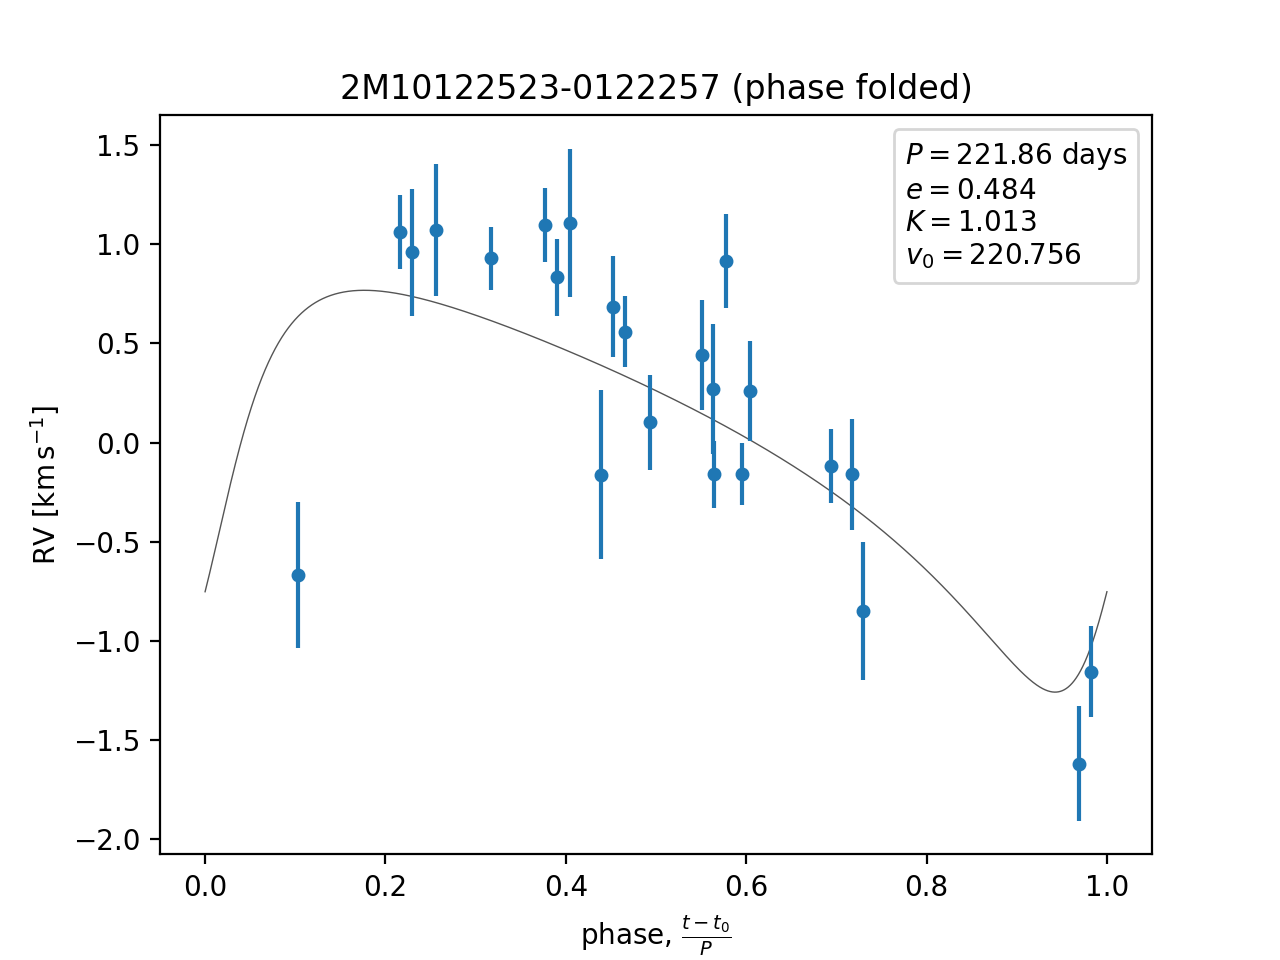 2M10122523-0122257 (phase folded)
P = 221.86 days
e = 0.484
K = 1.013
v₀ = 220.756
RV [km s⁻¹]
1.5
1.0
0.5
0.0
−0.5
−1.0
−1.5
−2.0
0.0 0.2 0.4 0.6 0.8 1.0
phase, (t − t₀)/P